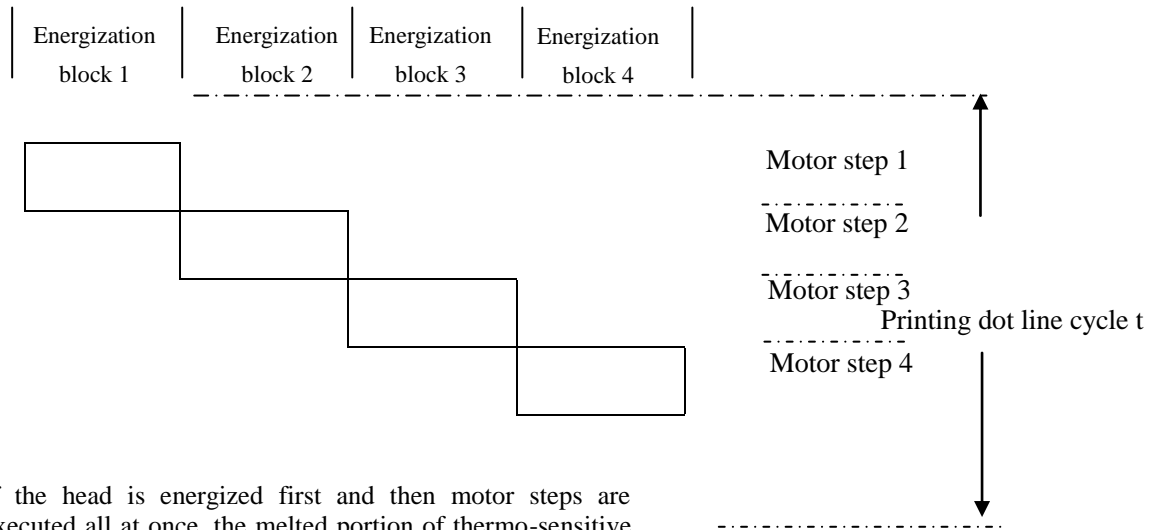 Energization Energization Energization Energization
block 1 block 2 block 3 block 4
Motor step 1
Motor step 2
Motor step 3
Printing dot line cycle t
Motor step 4
the head is energized first and then motor steps are
executed all at once, the melted portion of thermo-sensitive